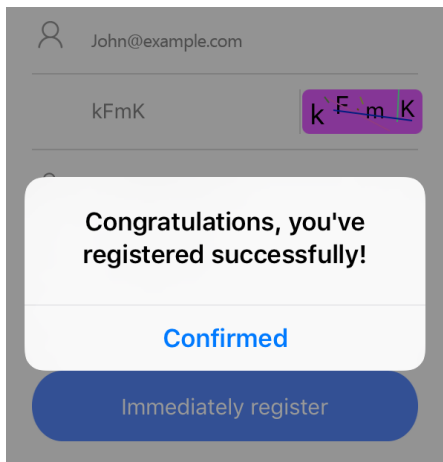 John@example.com
kFmK
k F m K
Congratulations, you've
registered successfully!
Confirmed
Immediately register